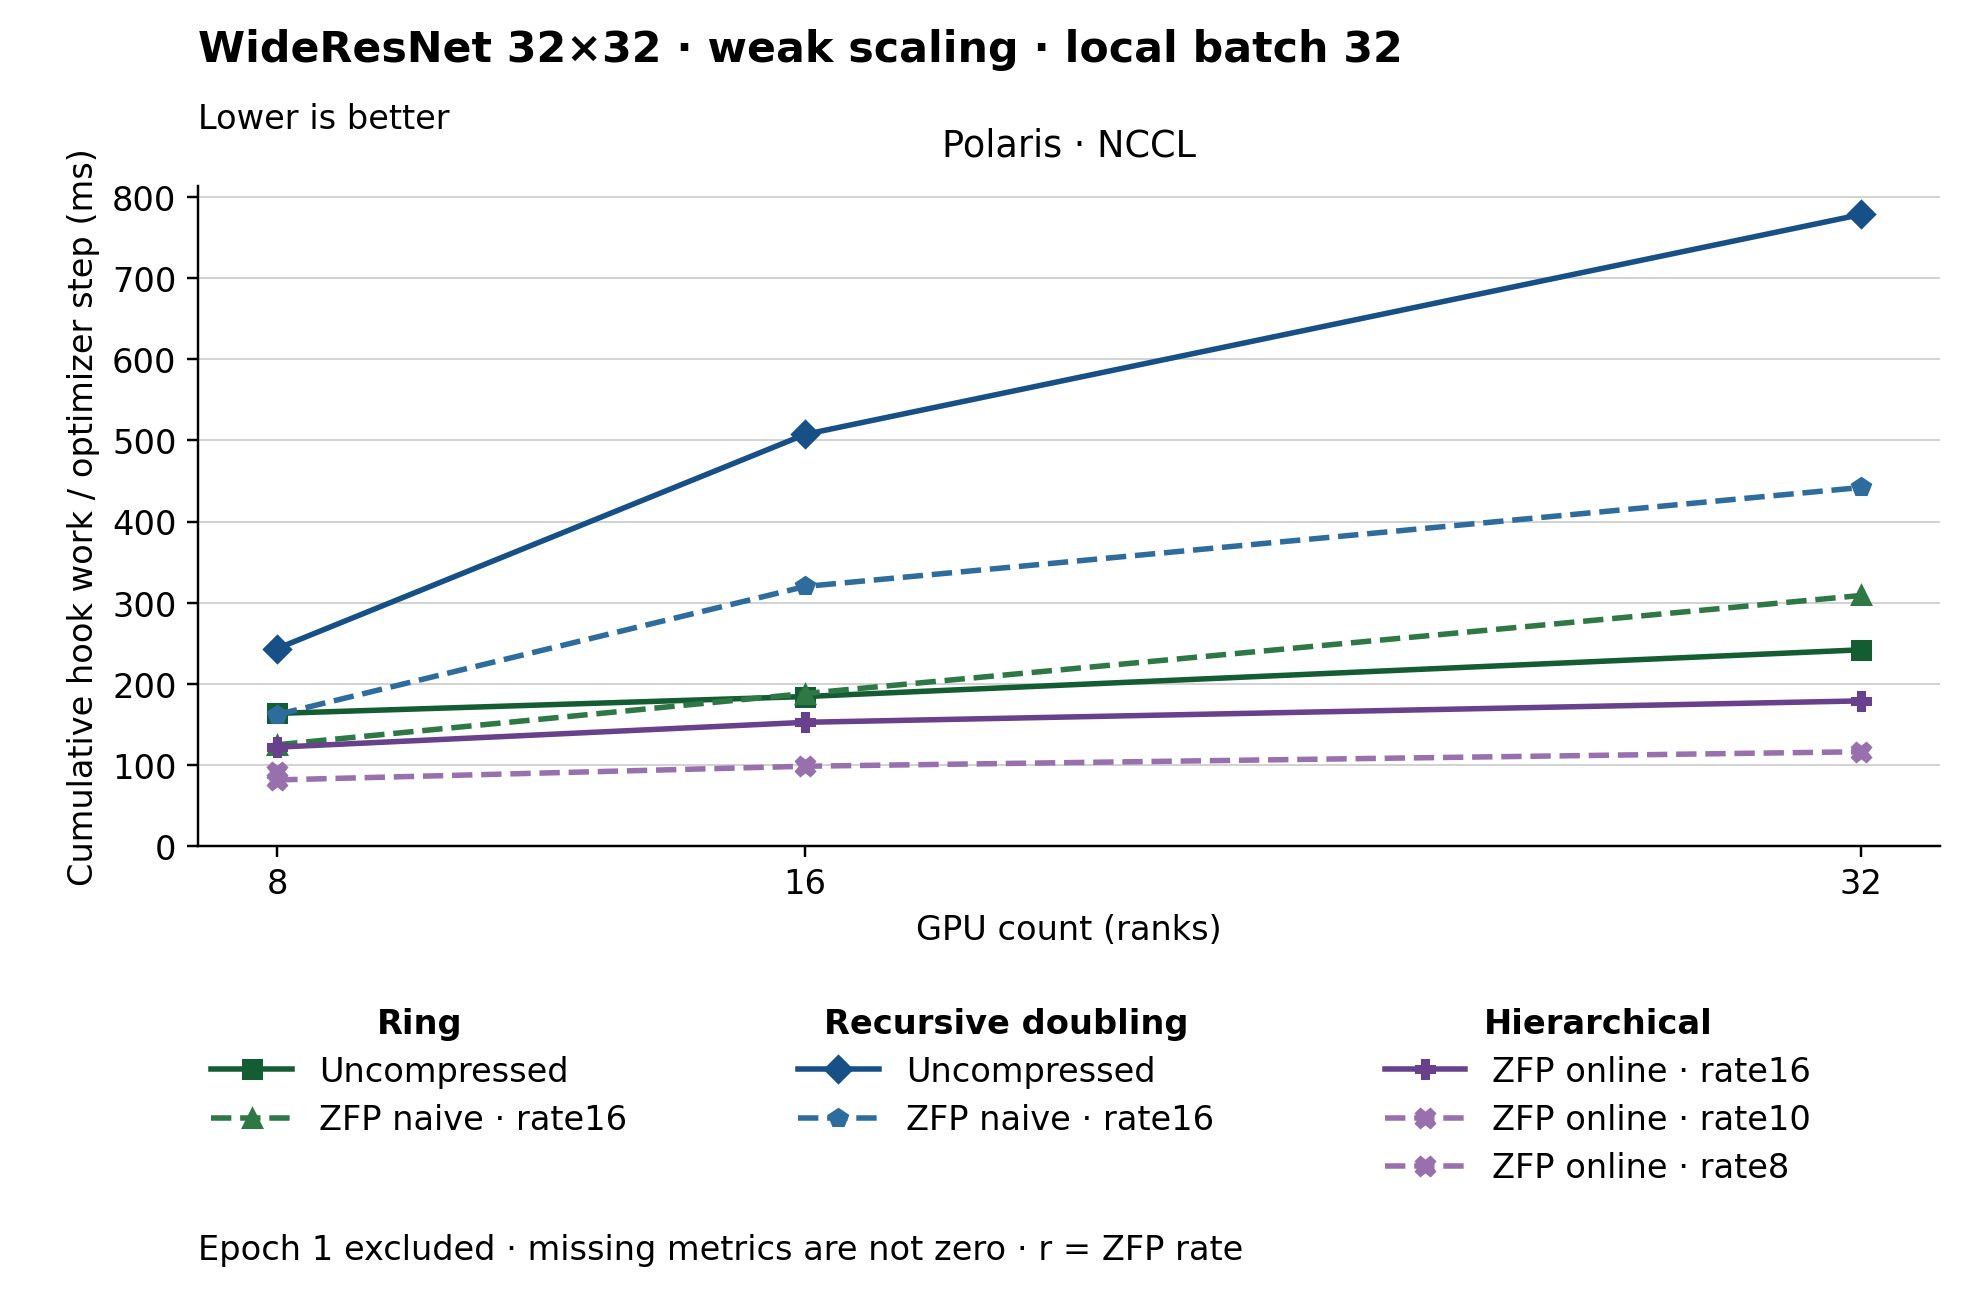 WideResNet 32×32 · weak scaling · local batch 32
Lower is better
Polaris · NCCL
Cumulative hook work / optimizer step (ms)
800
700
600
500
400
300
200
100
0
8 16 32
GPU count (ranks)
Ring
Uncompressed
ZFP naive · rate16
Recursive doubling
Uncompressed
ZFP naive · rate16
Hierarchical
ZFP online · rate16
ZFP online · rate10
ZFP online · rate8
Epoch 1 excluded · missing metrics are not zero · r = ZFP rate